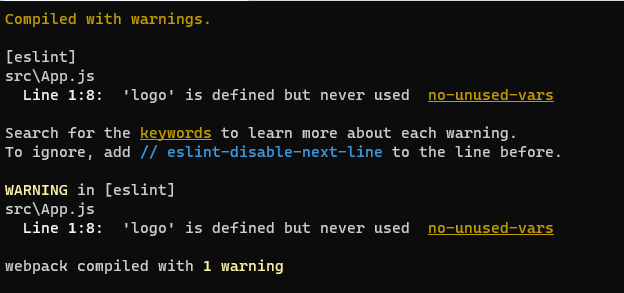 Compiled with warnings.
[eslint]
src\App.js
Line 1:8:  'logo' is defined but never used  no-unused-vars
Search for the keywords to learn more about each warning.
To ignore, add // eslint-disable-next-line to the line before.
WARNING in [eslint]
src\App.js
Line 1:8:  'logo' is defined but never used  no-unused-vars
webpack compiled with 1 warning